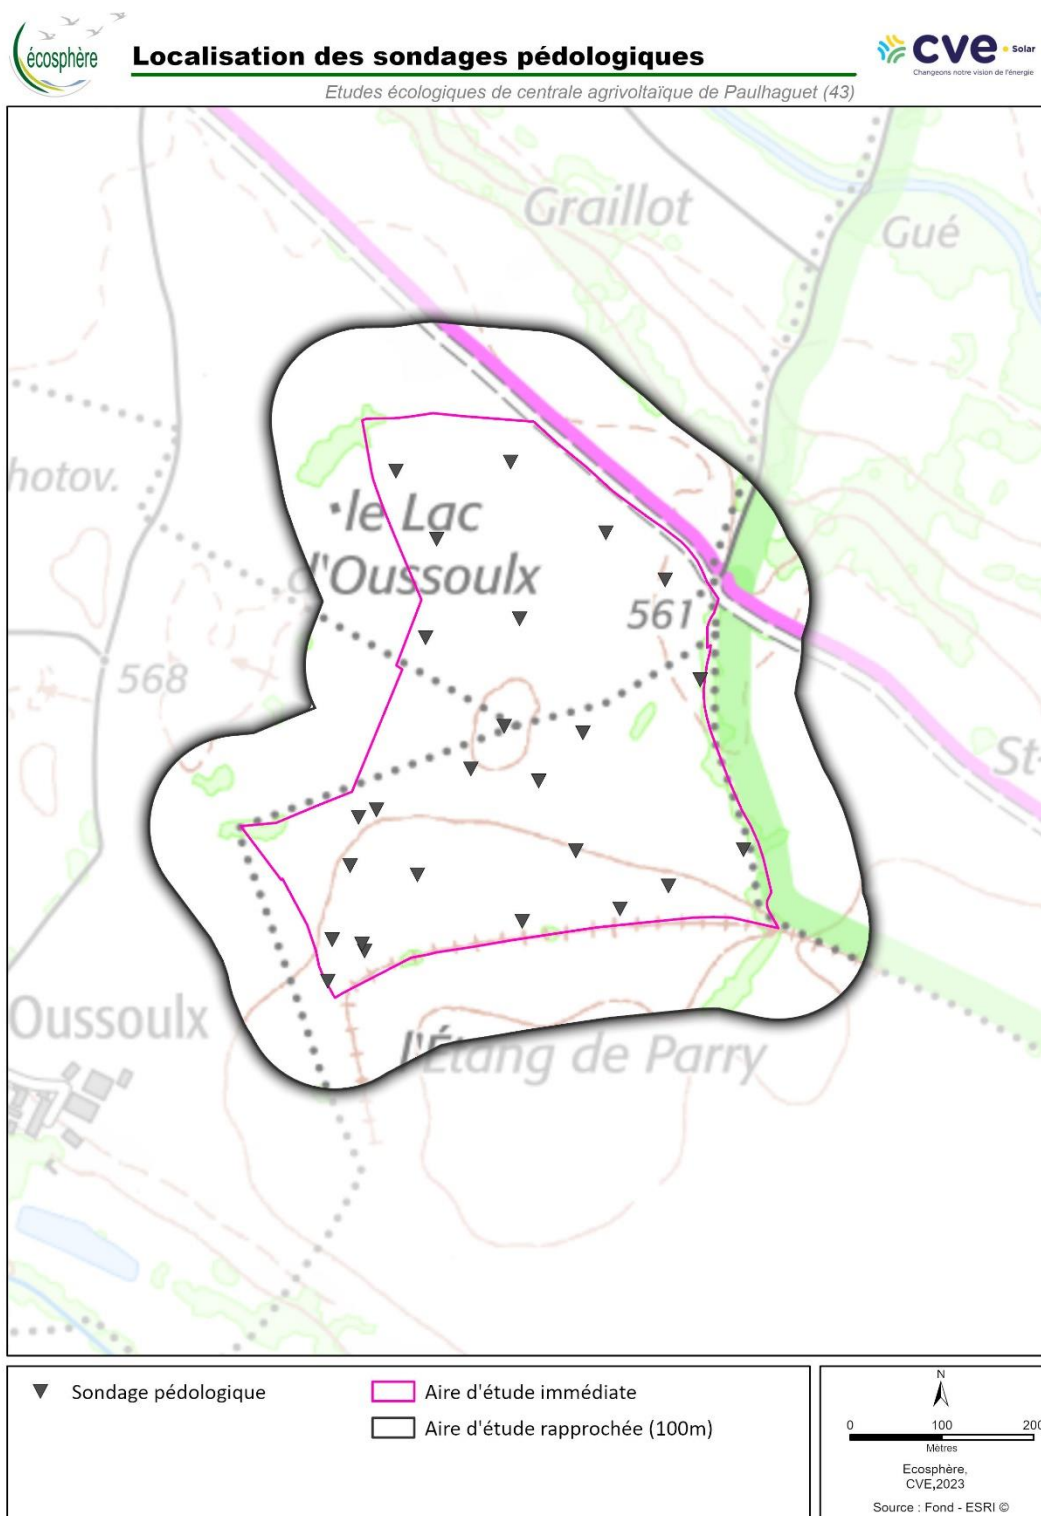 écosphère
Localisation des sondages pédologiques
Etudes écologiques de centrale agrivoltaïque de Paulhaguet (43)
cve Solar
Changeons notre vision de l'énergie
Graillot
Gué
hotov.
le Lac
d'Oussoulx
561
568
St-
Oussoulx
l'Étang de Parry
Sondage pédologique
Aire d'étude immédiate
Aire d'étude rapprochée (100m)
N
0 100 200
Mètres
Ecosphère,
CVE,2023
Source : Fond - ESRI ©